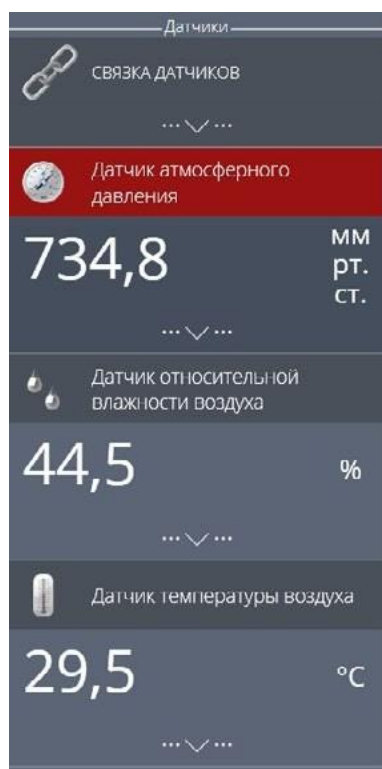 Датчики
СВЯЗКА ДАТЧИКОВ
Датчик атмосферного
давления
734,8
мм
рт.
ст.
Датчик относительной
влажности воздуха
44,5
%
Датчик температуры воздуха
29,5
°C